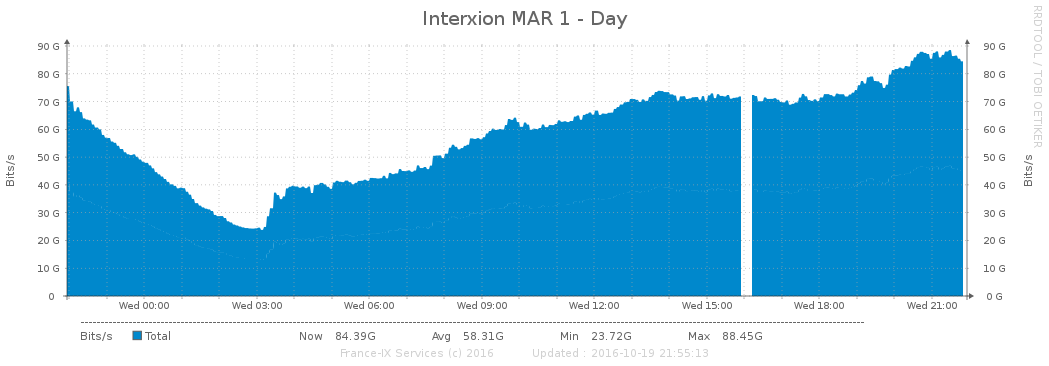 Interxion MAR 1 - Day
RRDTOOL / TOBI OETIKER
90 G 90 G
80 G 80 G
70 G 70 G
60 G 60 G
50 G 50 G
40 G 40 G
30 G 30 G
20 G 20 G
10 G 10 G
0 0 G
Bits/s
Bits/s
Wed 00:00 Wed 03:00 Wed 06:00 Wed 09:00 Wed 12:00 Wed 15:00 Wed 18:00 Wed 21:00
Bits/s Total Now 84.39G Avg 58.31G Min 23.72G Max 88.45G
France-IX Services (c) 2016 Updated : 2016-10-19 21:55:13